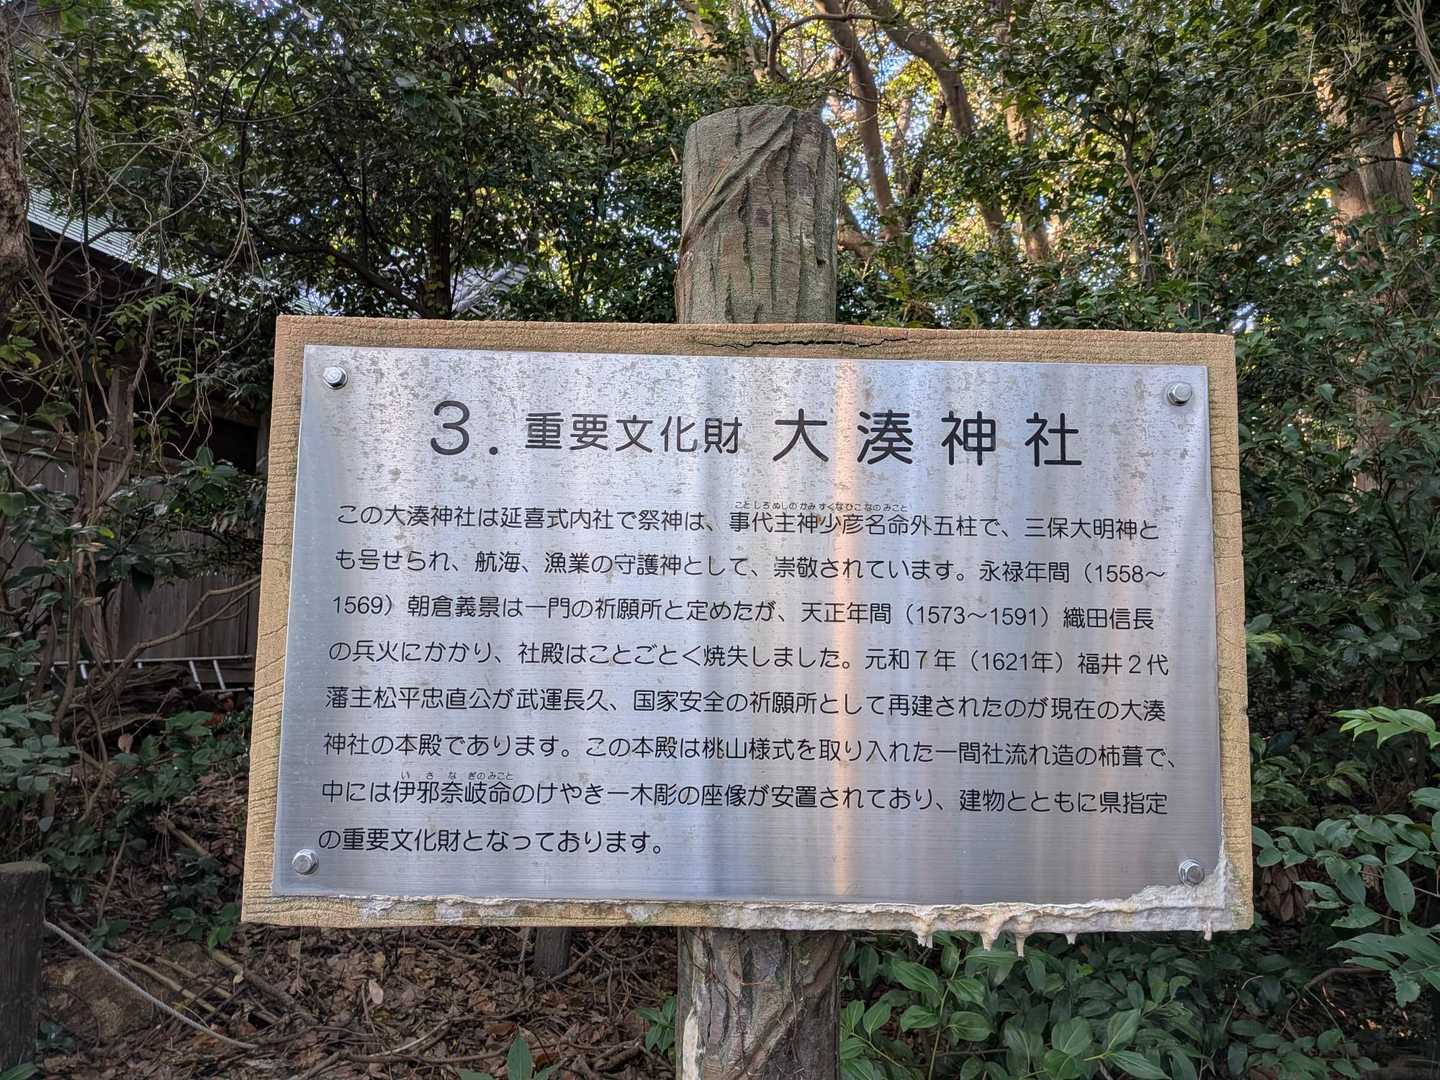 3. 重要文化財 大湊神社
ことしろぬしのかみすくなひこなのみこと
この大湊神社は延喜式内社で祭神は、事代主神少彦名命外五柱で、三保大明神と
も号せられ、航海、漁業の守護神として、崇敬されています。永禄年間（1558～
1569）朝倉義景は一門の祈願所と定めたが、天正年間（1573～1591）織田信長
の兵火にかかり、社殿はことごとく焼失しました。元和７年（1621年）福井２代
藩主松平忠直公が武運長久、国家安全の祈願所として再建されたのが現在の大湊
神社の本殿であります。この本殿は桃山様式を取り入れた一間社流れ造の柿葺で、
いさなぎのみこと
中には伊邪奈岐命のけやき一木彫の座像が安置されており、建物とともに県指定
の重要文化財となっております。